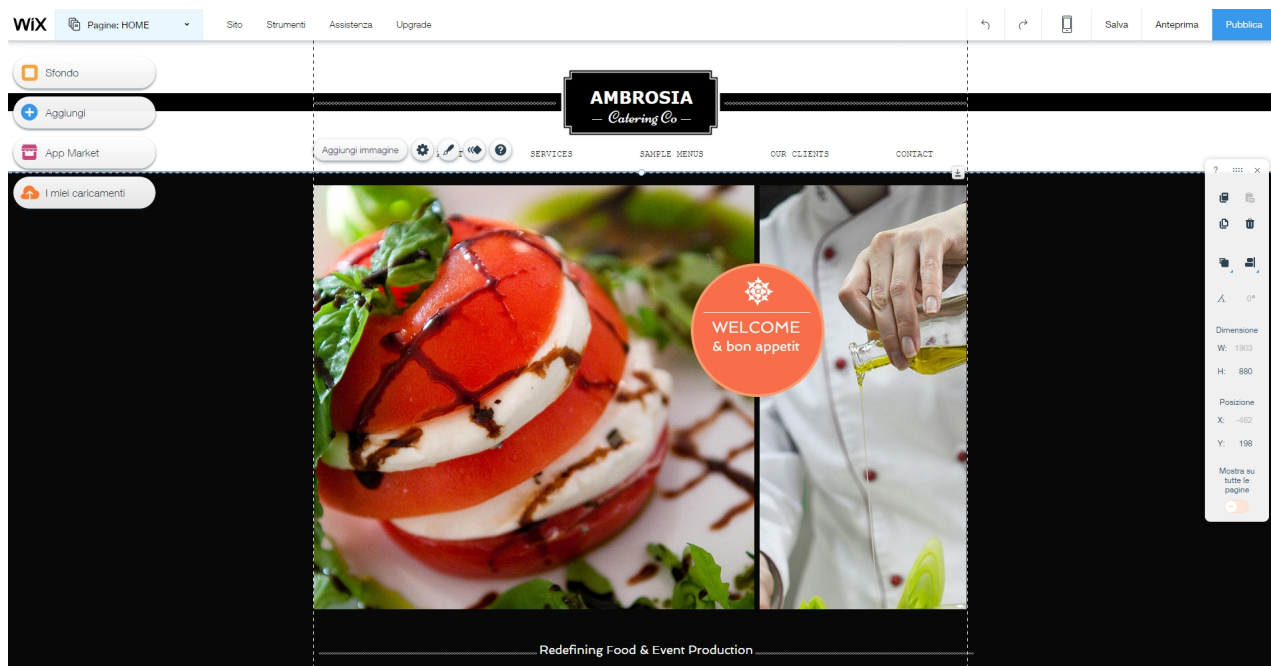 WiX
Pagine: HOME
Sito
Strumenti
Assistenza
Upgrade
Salva
Anteprima
Pubblica
Sfondo
Aggiungi
App Market
I miei caricamenti
AMBROSIA
— Catering Co —
Aggiungi immagine
SERVICES
SAMPLE MENUS
OUR CLIENTS
CONTACT
WELCOME
& bon appetit
Redefining Food & Event Production
?
0°
Dimensione
W: 1903
H: 880
Posizione
X: -462
Y: 198
Mostra su
tutte le
pagine